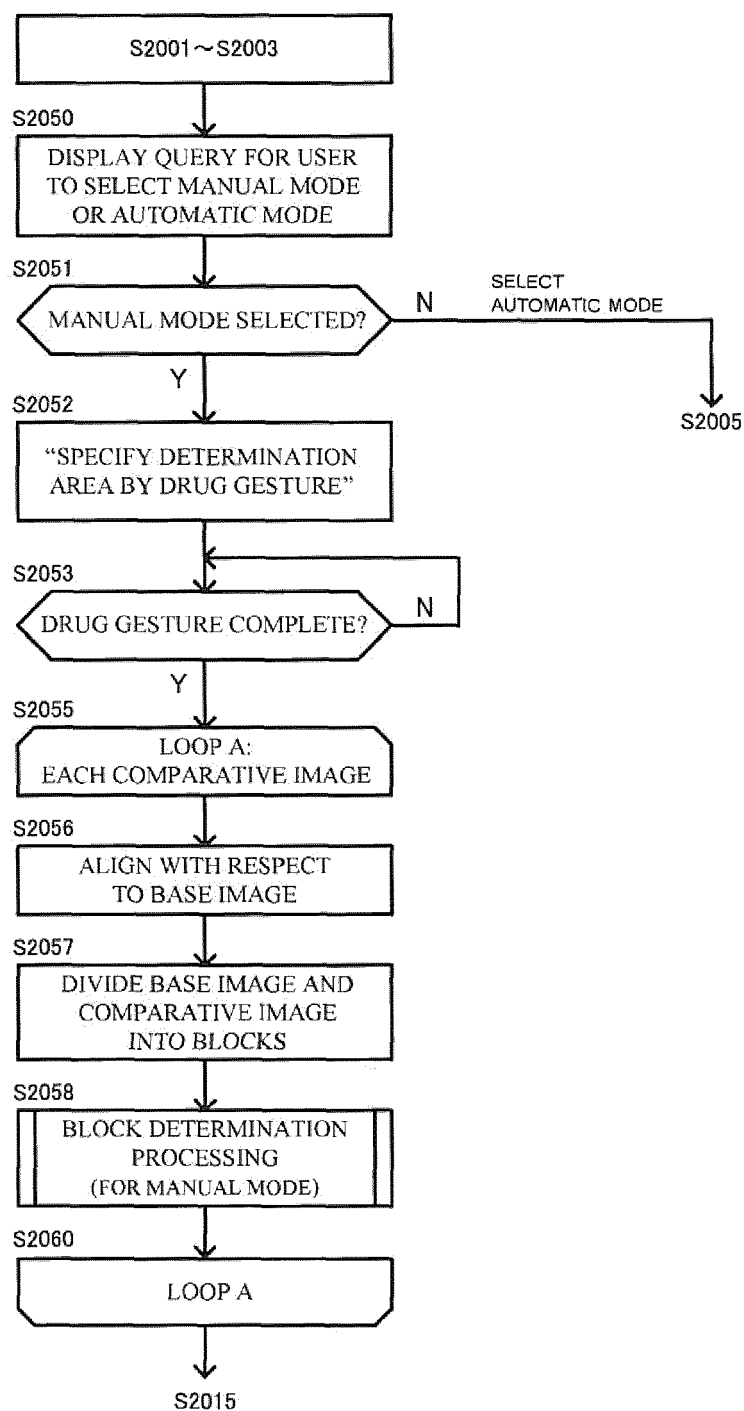 S2001～S2003
S2050
DISPLAY QUERY FOR USER
TO SELECT MANUAL MODE
OR AUTOMATIC MODE
S2051
MANUAL MODE SELECTED?
N
SELECT
AUTOMATIC MODE
Y
S2005
S2052
“SPECIFY DETERMINATION
AREA BY DRUG GESTURE”
S2053
DRUG GESTURE COMPLETE?
N
Y
S2055
LOOP A:
EACH COMPARATIVE IMAGE
S2056
ALIGN WITH RESPECT
TO BASE IMAGE
S2057
DIVIDE BASE IMAGE AND
COMPARATIVE IMAGE
INTO BLOCKS
S2058
BLOCK DETERMINATION
PROCESSING
(FOR MANUAL MODE)
S2060
LOOP A
S2015